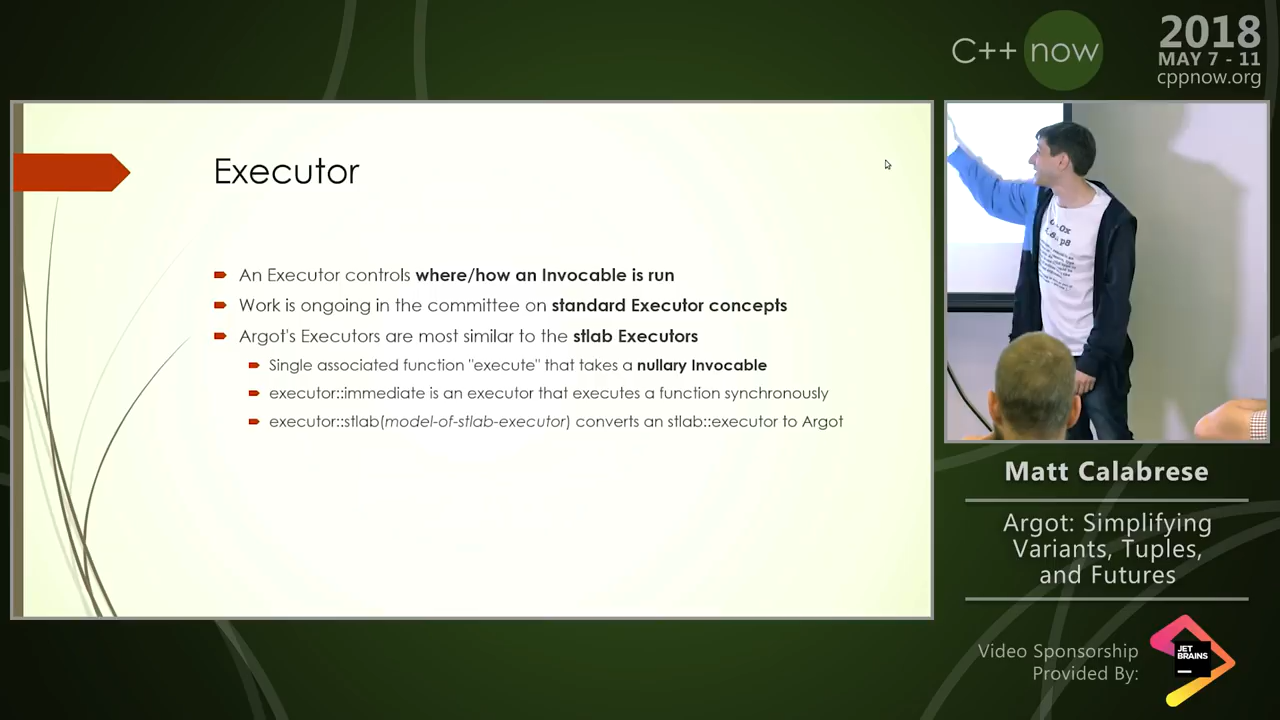 C++ now
2018
MAY 7 - 11
cppnow.org
Executor
An Executor controls where/how an Invocable is run
Work is ongoing in the committee on standard Executor concepts
Argot's Executors are most similar to the stlab Executors
Single associated function "execute" that takes a nullary Invocable
executor::immediate is an executor that executes a function synchronously
executor::stlab(model-of-stlab-executor) converts an stlab::executor to Argot
Matt Calabrese
Argot: Simplifying
Variants, Tuples,
and Futures
Video Sponsorship
Provided By:
JET
BRAINS